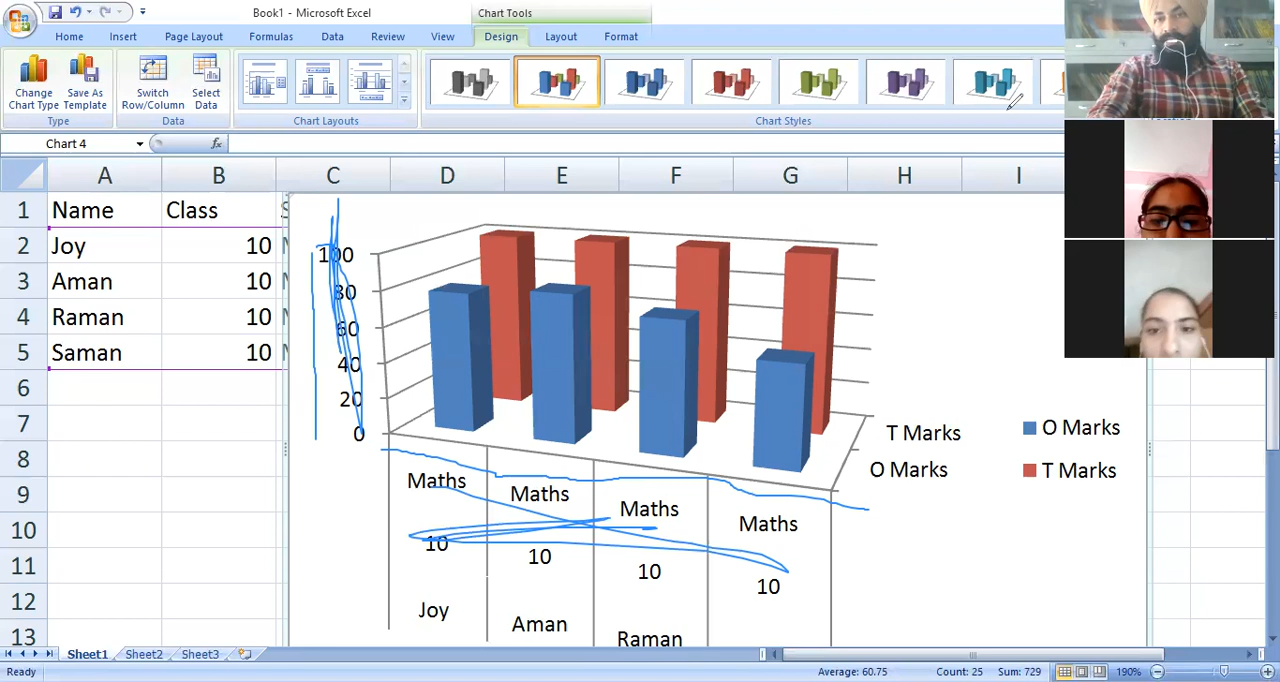 Book1 - Microsoft Excel
Chart Tools
Home Insert Page Layout Formulas Data Review View Design Layout Format
Change Chart Type
Save As Template
Switch Row/Column
Select Data
Type Data Chart Layouts Chart Styles
Chart 4 fx
A B C D E F G H I
1 Name Class
2 Joy 10
3 Aman 10
4 Raman 10
5 Saman 10
6
7
8
9
10
11
12
13
100
80
60
40
20
0
T Marks
O Marks
O Marks
T Marks
Maths Maths Maths Maths
10 10 10 10
Joy Aman Raman
Sheet1 Sheet2 Sheet3
Ready Average: 60.75 Count: 25 Sum: 729 190%